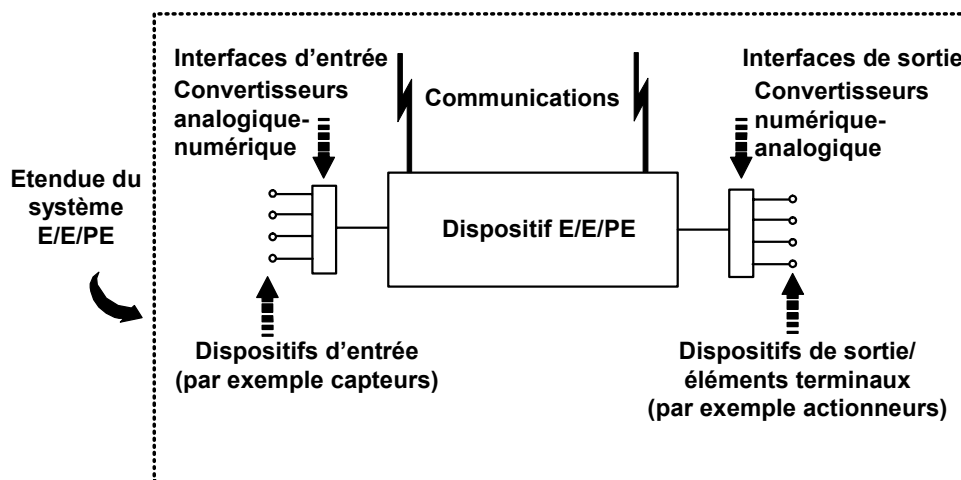 Interfaces d'entrée
Convertisseurs
analogique-
numérique
Communications
Interfaces de sortie
Convertisseurs
numérique-
analogique
Etendue du
système
E/E/PE
Dispositif E/E/PE
Dispositifs d'entrée
(par exemple capteurs)
Dispositifs de sortie/
éléments terminaux
(par exemple actionneurs)